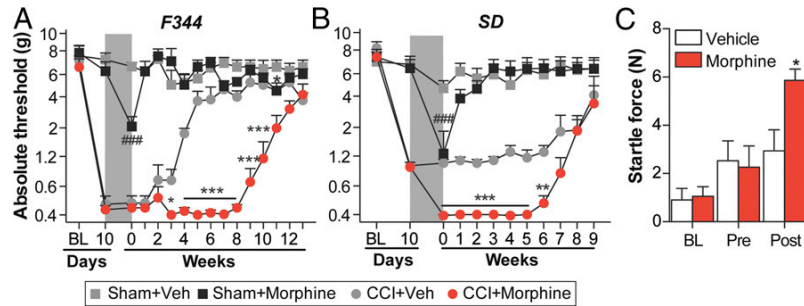 A
F344
Absolute threshold (g)
10
8
6
4
2
1.2
0.6
0.4
###
*
***
***
***
*
BL 10 0 2 4 6 8 10 12
Days Weeks
B
SD
10
8
6
4
2
1.2
0.6
0.4
###
***
**
BL 10 0 1 2 3 4 5 6 7 8 9
Days Weeks
C
Vehicle
Morphine
Startle force (N)
8
6
4
2
0
*
BL Pre Post
Sham+Veh Sham+Morphine CCI+Veh CCI+Morphine